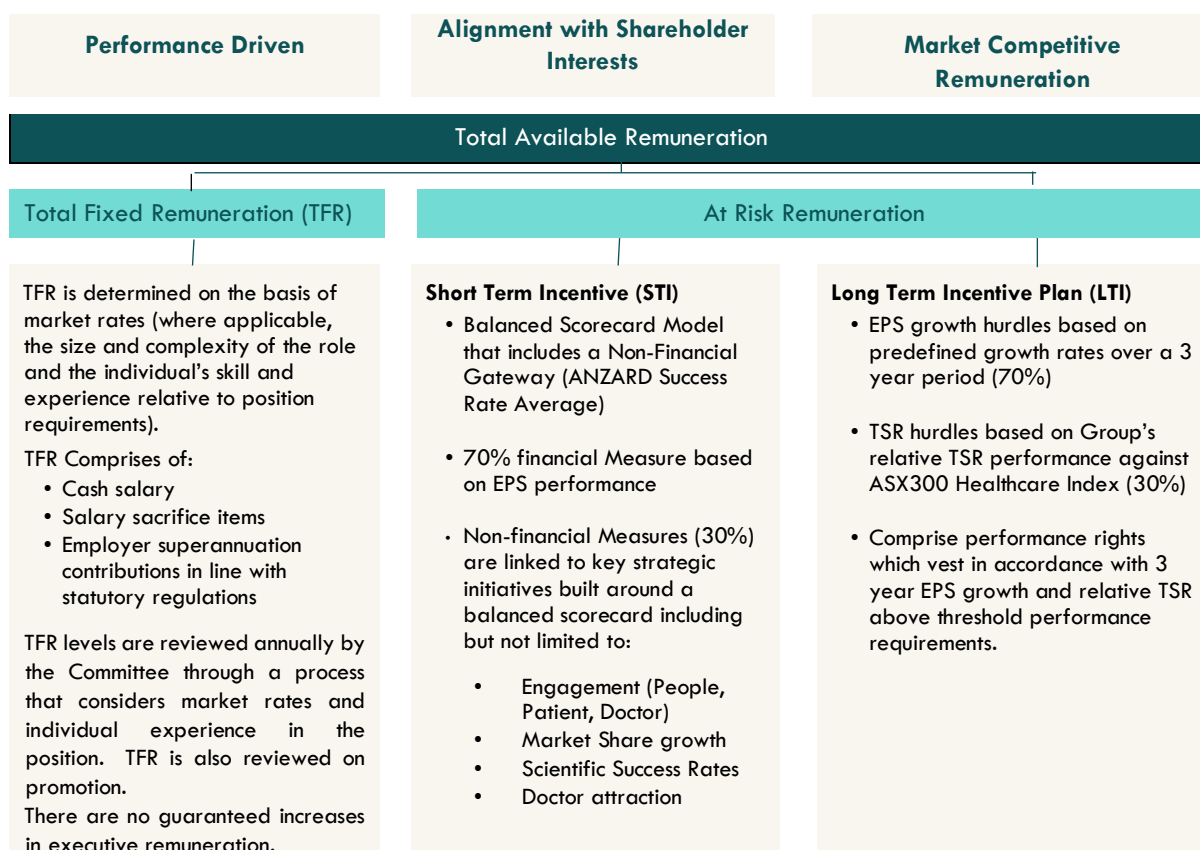 Performance Driven
Alignment with Shareholder
Interests
Market Competitive
Remuneration
Total Available Remuneration
Total Fixed Remuneration (TFR)
At Risk Remuneration
TFR is determined on the basis of
market rates (where applicable,
the size and complexity of the role
and the individual's skill and
experience relative to position
requirements).
TFR Comprises of:
• Cash salary
• Salary sacrifice items
• Employer superannuation
contributions in line with
statutory regulations
TFR levels are reviewed annually by
the Committee through a process
that considers market rates and
individual experience in the
position. TFR is also reviewed on
promotion.
There are no guaranteed increases
in executive remuneration.
Short Term Incentive (STI)
• Balanced Scorecard Model
that includes a Non-Financial
Gateway (ANZARD Success
Rate Average)
• 70% financial Measure based
on EPS performance
• Non-financial Measures (30%)
are linked to key strategic
initiatives built around a
balanced scorecard including
but not limited to:
• Engagement (People,
Patient, Doctor)
• Market Share growth
• Scientific Success Rates
• Doctor attraction
Long Term Incentive Plan (LTI)
• EPS growth hurdles based on
predefined growth rates over a 3
year period (70%)
• TSR hurdles based on Group's
relative TSR performance against
ASX300 Healthcare Index (30%)
• Comprise performance rights
which vest in accordance with 3
year EPS growth and relative TSR
above threshold performance
requirements.